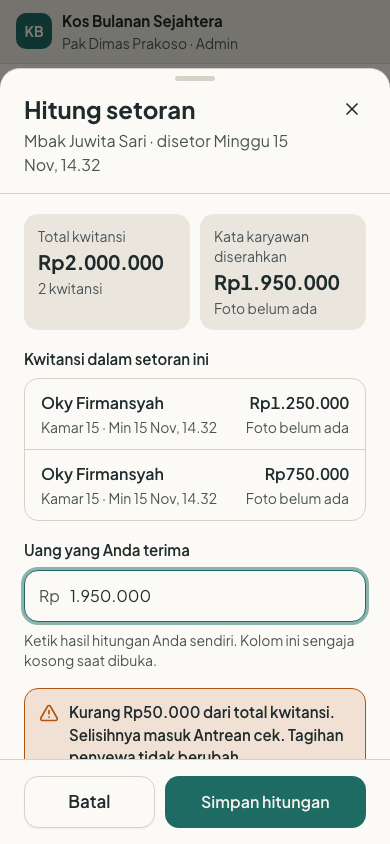 KB
Kos Bulanan Sejahtera
Pak Dimas Prakoso · Admin
Hitung setoran
Mbak Juwita Sari · disetor Minggu 15
Nov, 14.32
Total kwitansi
Rp2.000.000
2 kwitansi
Kata karyawan
diserahkan
Rp1.950.000
Foto belum ada
Kwitansi dalam setoran ini
Oky Firmansyah
Rp1.250.000
Kamar 15 · Min 15 Nov, 14.32
Foto belum ada
Oky Firmansyah
Rp750.000
Kamar 15 · Min 15 Nov, 14.32
Foto belum ada
Uang yang Anda terima
Rp 1.950.000
Ketik hasil hitungan Anda sendiri. Kolom ini sengaja
kosong saat dibuka.
Kurang Rp50.000 dari total kwitansi.
Selisihnya masuk Antrean cek. Tagihan
penyewa tidak berubah.
Batal
Simpan hitungan